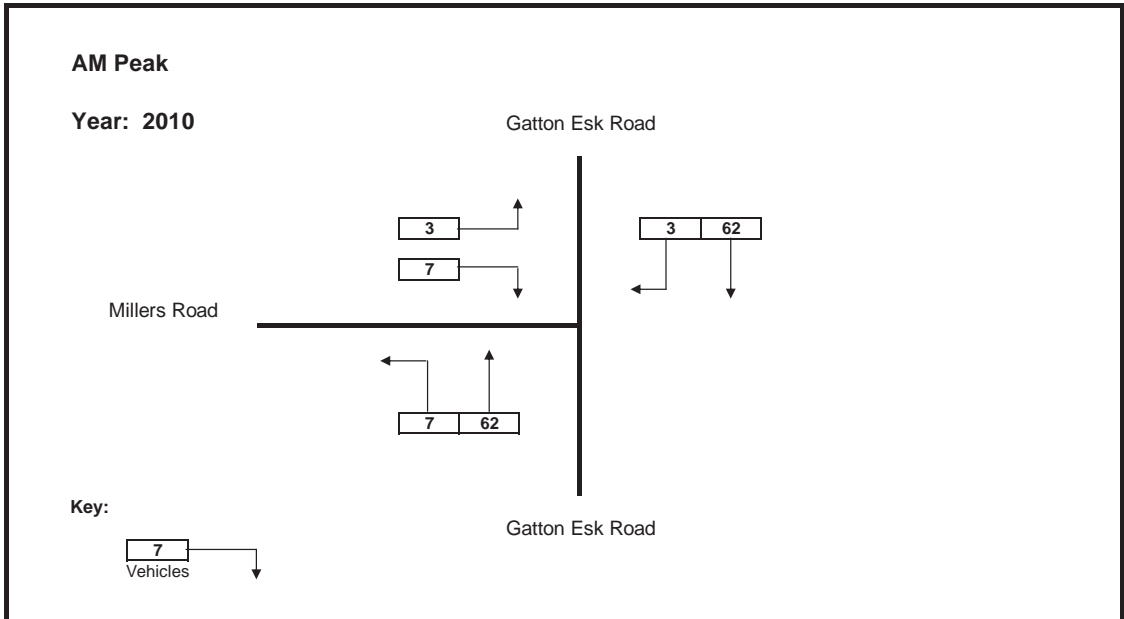 AM Peak
Year: 2010
Gatton Esk Road
3
3 62
7
Millers Road
7 62
Key:
Gatton Esk Road
7
Vehicles